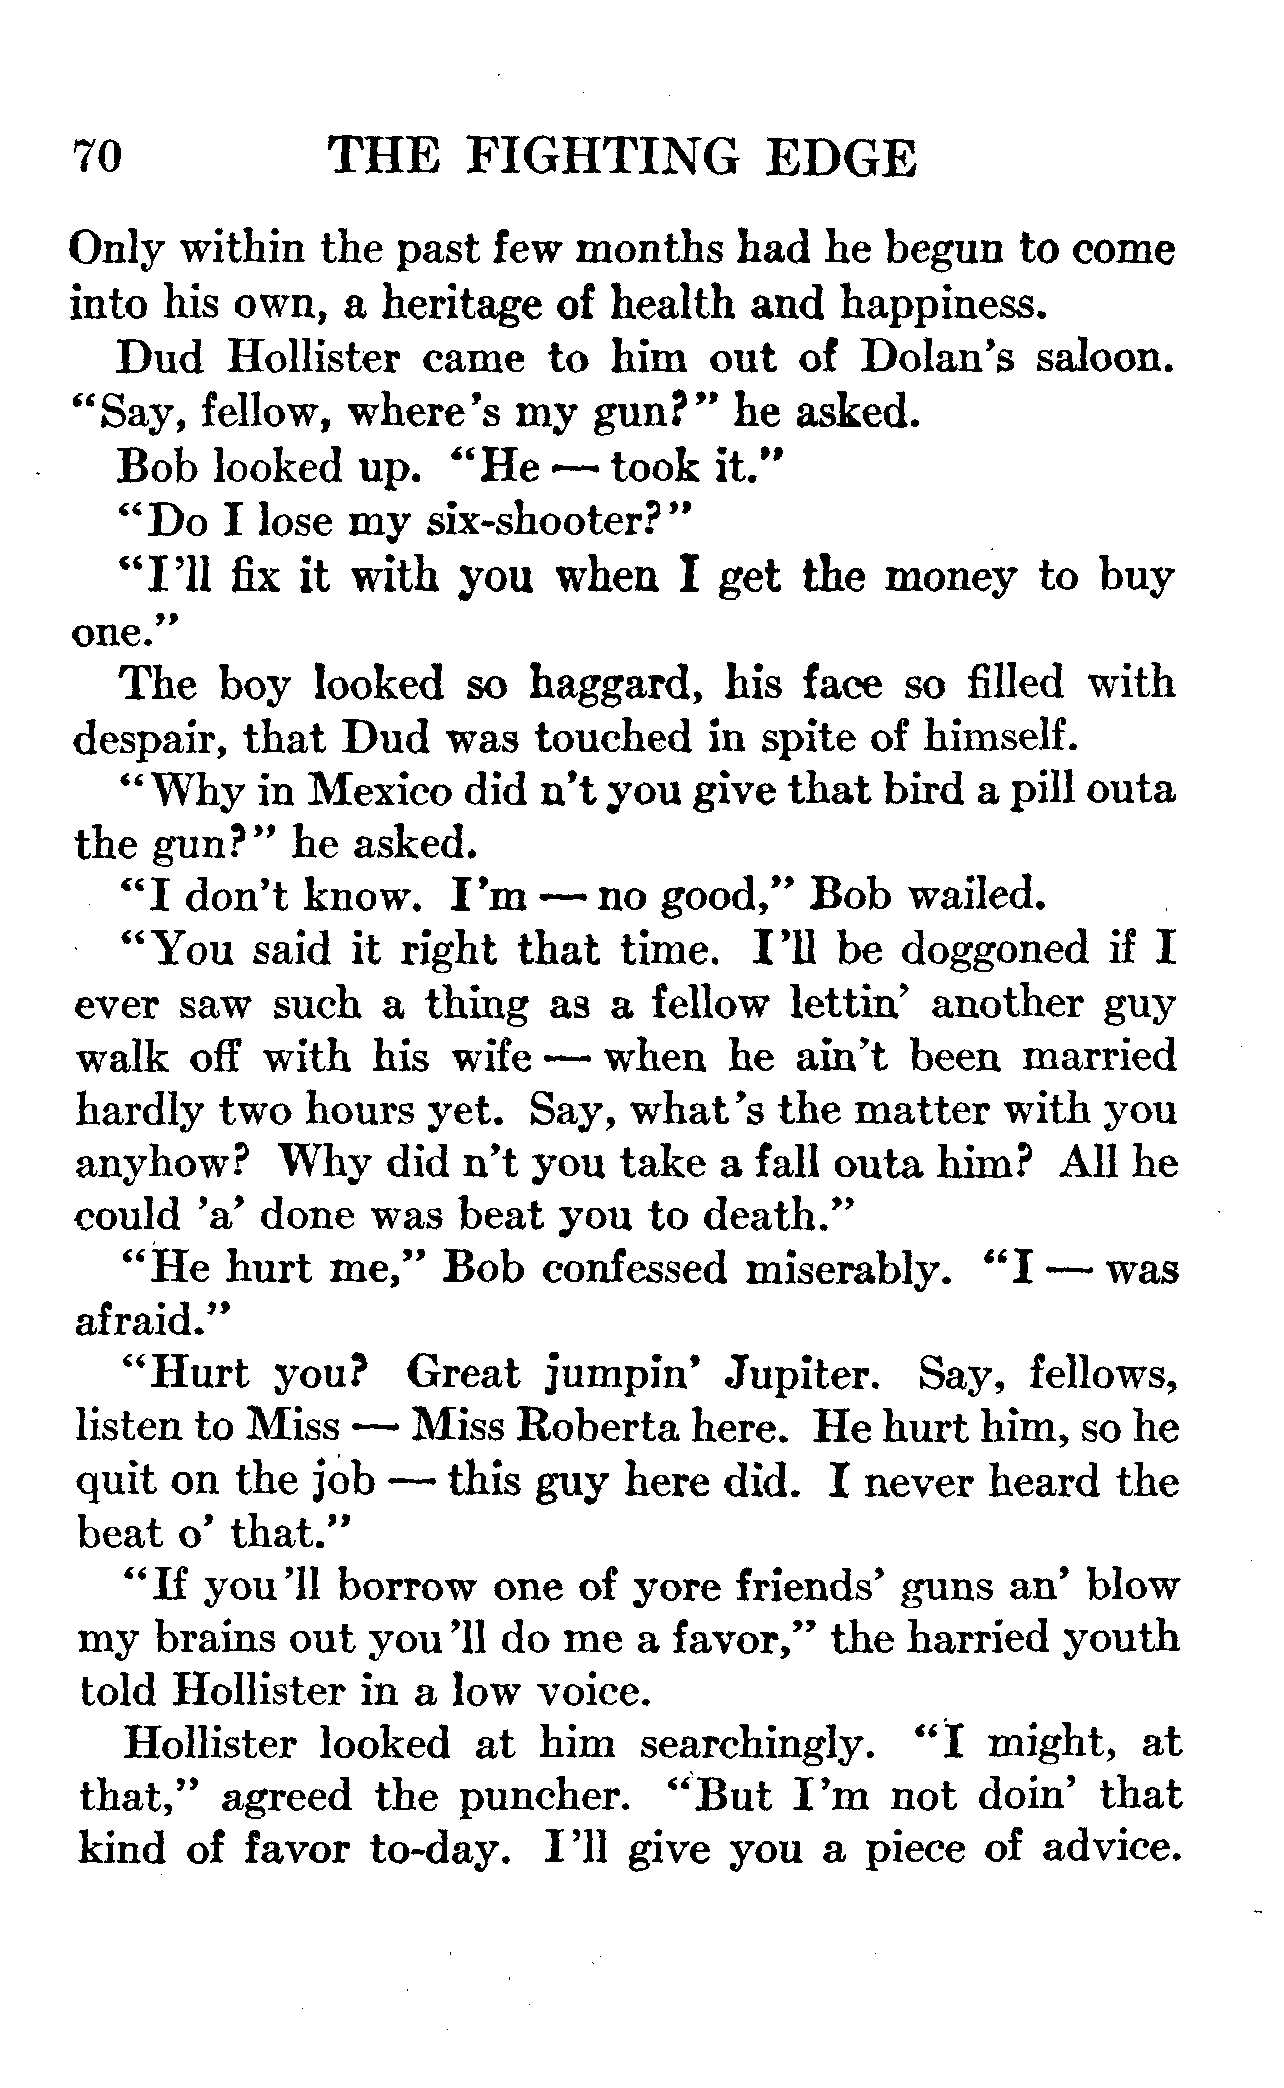 70 THE FIGHTING EDGE
Only within the past few months had he begun to come
into his own, a heritage of health and happiness.
Dud Hollister came to him out of Dolan's saloon.
"Say, fellow, where's my gun?" he asked.
Bob looked up. "He — took it."
"Do I lose my six-shooter?"
"I'll fix it with you when I get the money to buy
one."
The boy looked so haggard, his face so filled with
despair, that Dud was touched in spite of himself.
"Why in Mexico did n't you give that bird a pill outa
the gun?" he asked.
"I don't know. I'm — no good," Bob wailed.
"You said it right that time. I'll be doggoned if I
ever saw such a thing as a fellow lettin' another guy
walk off with his wife — when he ain't been married
hardly two hours yet. Say, what's the matter with you
anyhow? Why did n't you take a fall outa him? All he
could 'a' done was beat you to death."
"He hurt me," Bob confessed miserably. "I — was
afraid."
"Hurt you? Great jumpin' Jupiter. Say, fellows,
listen to Miss — Miss Roberta here. He hurt him, so he
quit on the job — this guy here did. I never heard the
beat o' that."
"If you'll borrow one of yore friends' guns an' blow
my brains out you'll do me a favor," the harried youth
told Hollister in a low voice.
Hollister looked at him searchingly. "I might, at
that," agreed the puncher. "But I'm not doin' that
kind of favor to-day. I'll give you a piece of advice.